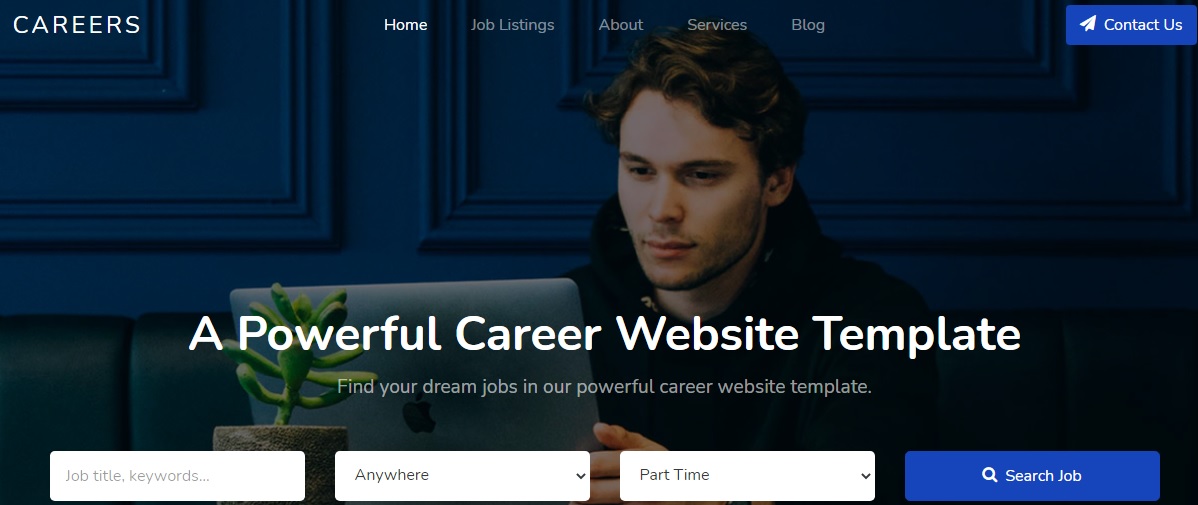 CAREERS
Home
Job Listings
About
Services
Blog
Contact Us
A Powerful Career Website Template
Find your dream jobs in our powerful career website template.
Job title, keywords...
Anywhere
Part Time
Search Job